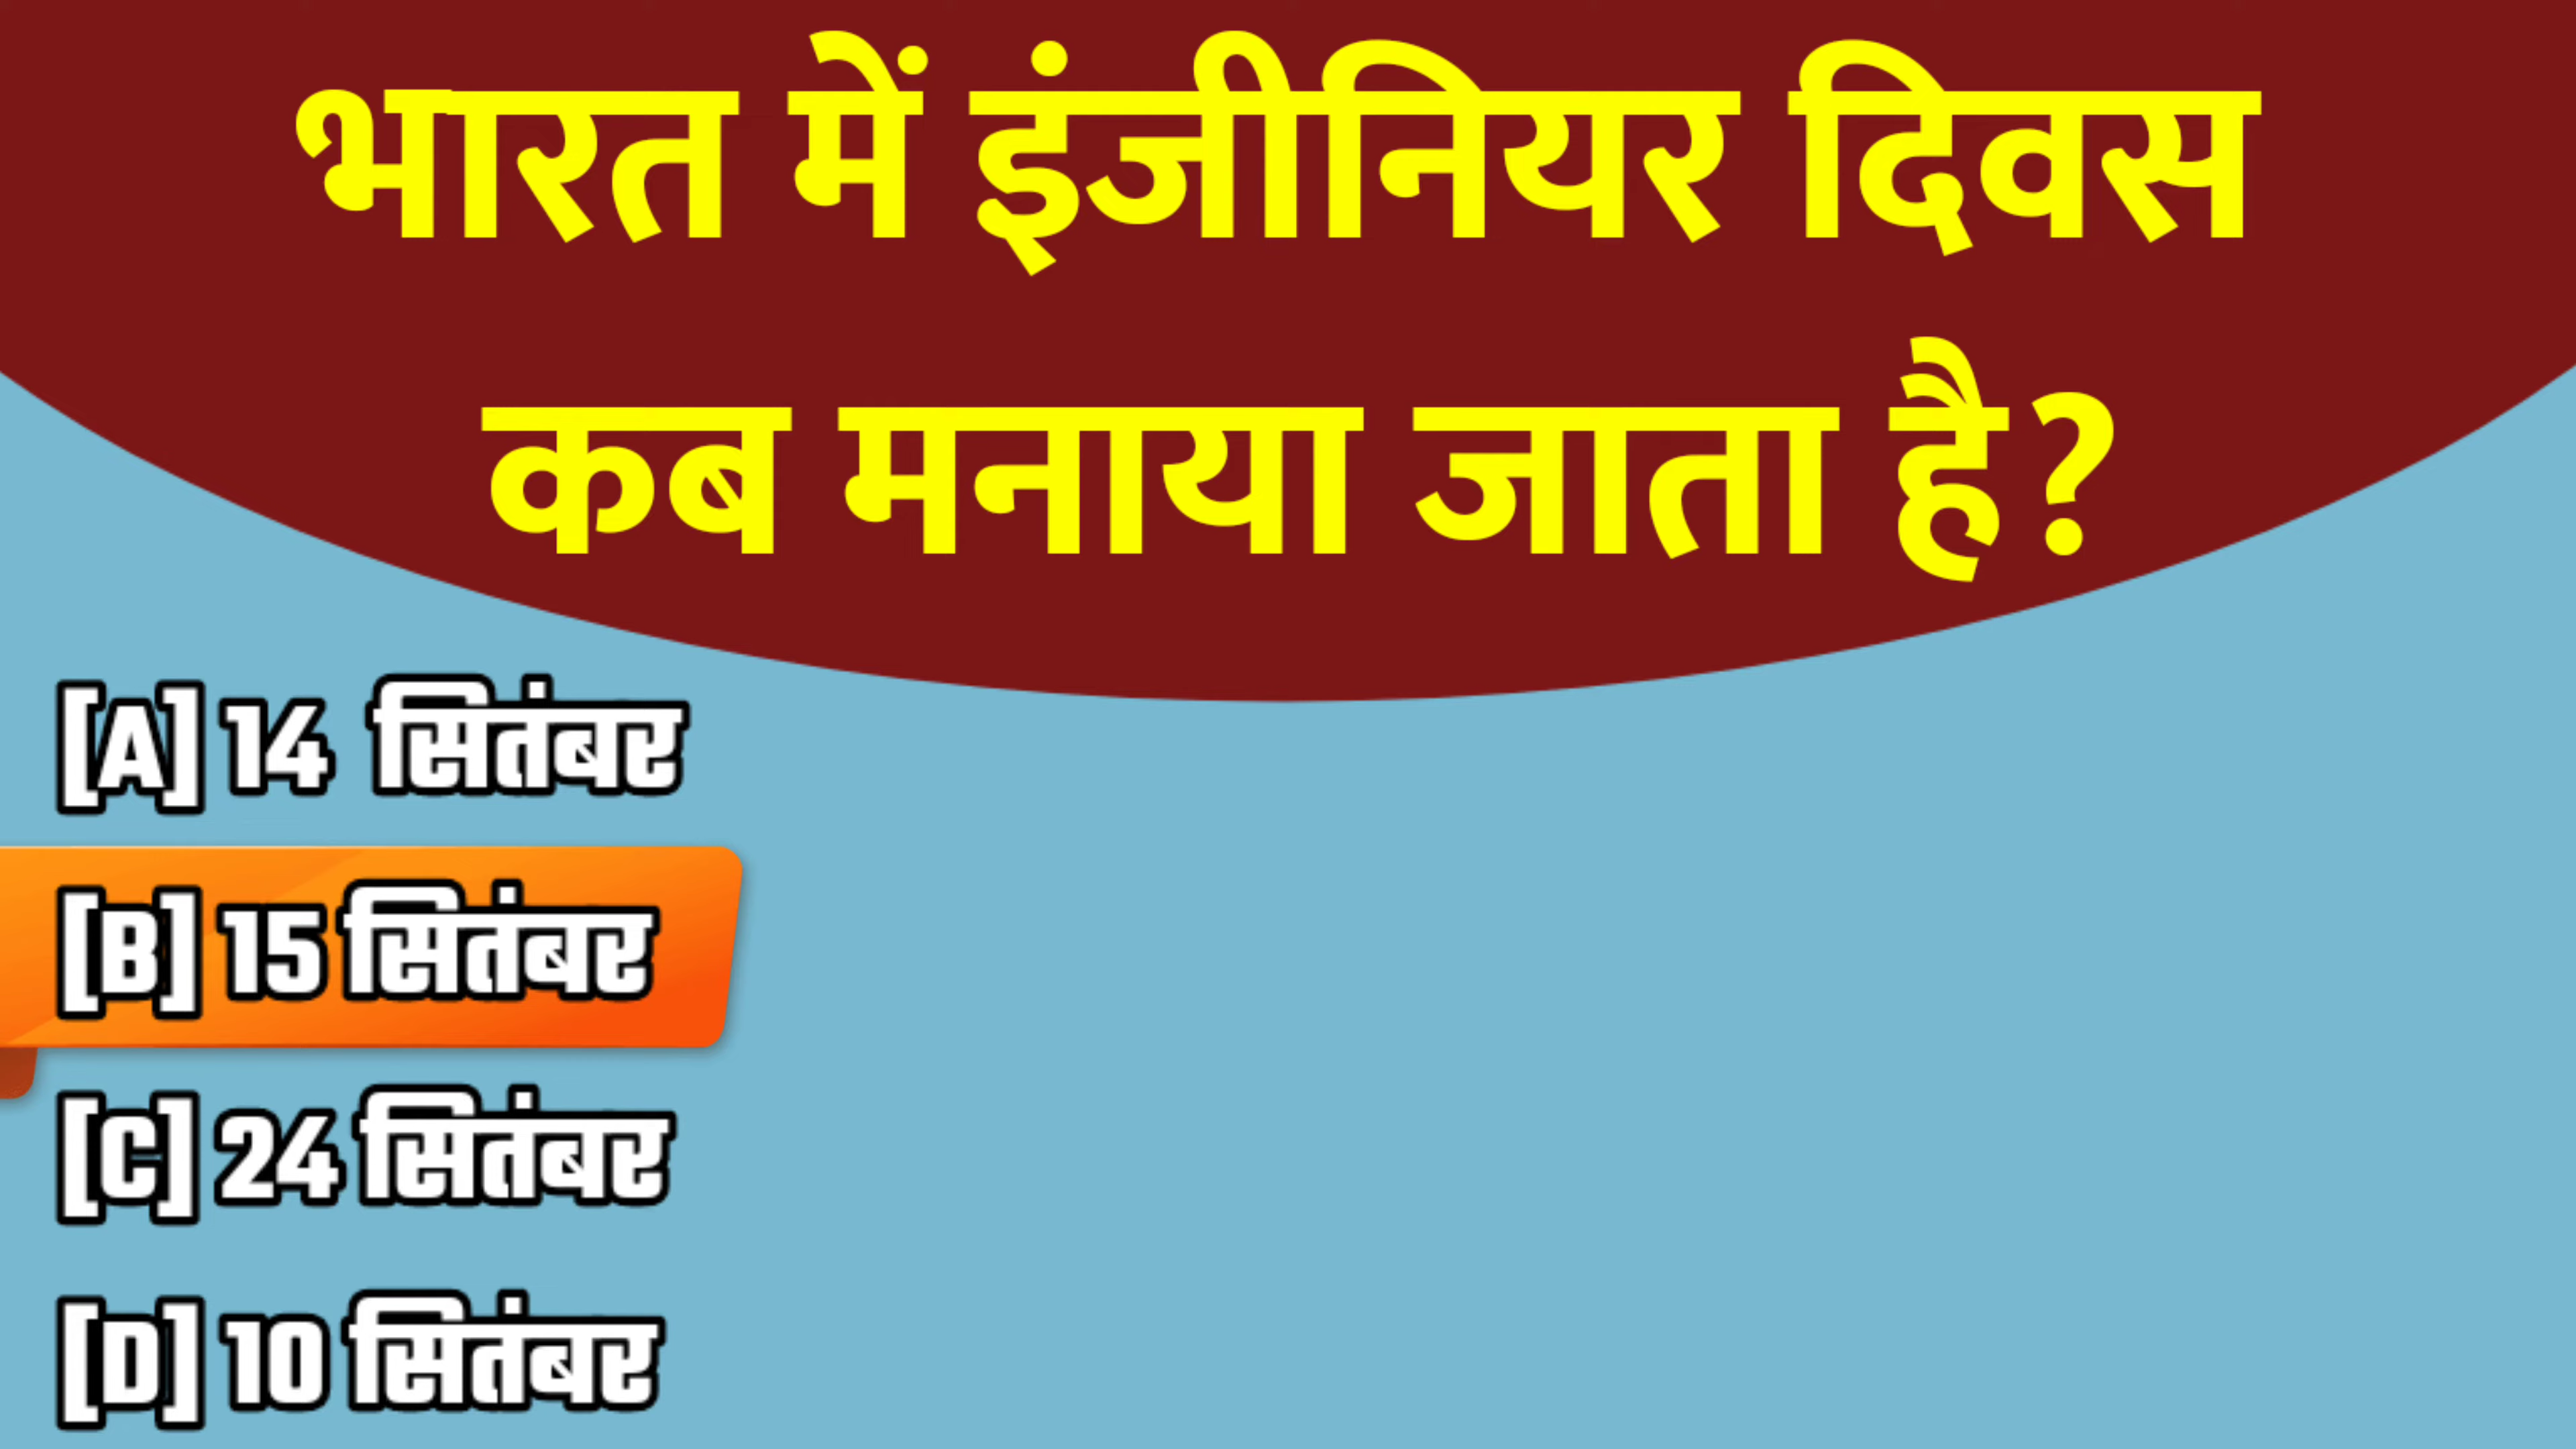 भारत में इंजीनियर दिवस
कब मनाया जाता है?
[A] 14 सितंबर
[B] 15 सितंबर
[C] 24 सितंबर
[D] 10 सितंबर